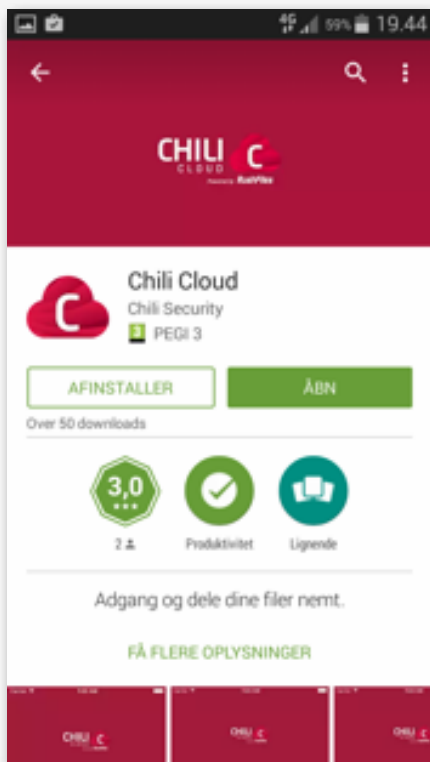 4G 59% 19.44
CHILI C
CLOUD
Chili Cloud
C
Chili Security
3 PEGI 3
AFINSTALLER ÅBN
Over 50 downloads
3,0
2 Produktivitet Lignende
Adgang og dele dine filer nemt.
FÅ FLERE OPLYSNINGER
CHILI C CHILI C CHILI C